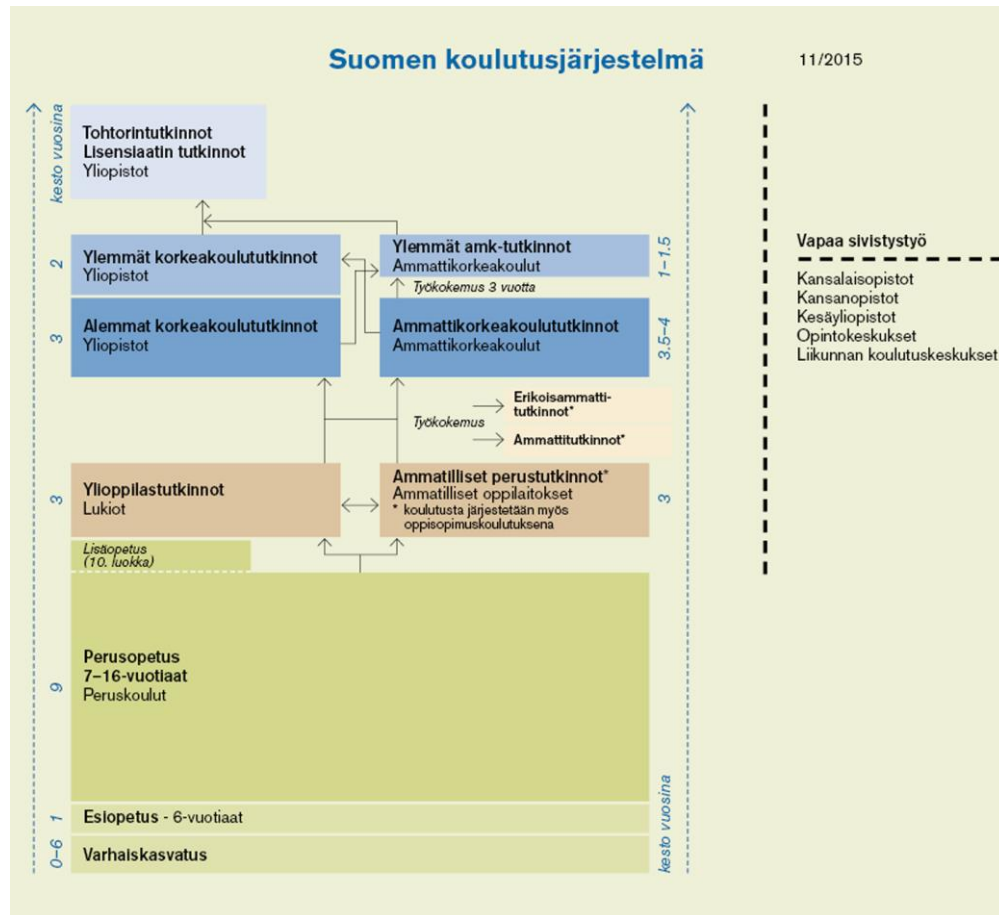 Suomen koulutusjärjestelmä
11/2015
kesto vuosina
Tohtorintutkinnot
Lisensiaatin tutkinnot
Yliopistot
2
Ylemmät korkeakoulututkinnot
Yliopistot
Ylemmät amk-tutkinnot
Ammattikorkeakoulut
1–1.5
Työkokemus 3 vuotta
3
Alemmat korkeakoulututkinnot
Yliopistot
Ammattikorkeakoulututkinnot
Ammattikorkeakoulut
3.5–4
Työkokemus
Erikoisammatti-
tutkinnot*
Ammattitutkinnot*
3
Ylioppilastutkinnot
Lukiot
Ammatilliset perustutkinnot*
Ammatilliset oppilaitokset
* koulutusta järjestetään myös
oppisopimuskoulutuksena
3
Lisäopetus
(10. luokka)
9
Perusopetus
7–16-vuotiaat
Peruskoulut
1
Esiopetus - 6-vuotiaat
0–6
Varhaiskasvatus
kesto vuosina
Vapaa sivistystyö
Kansalaisopistot
Kansanopistot
Kesäyliopistot
Opintokeskukset
Liikunnan koulutuskeskukset